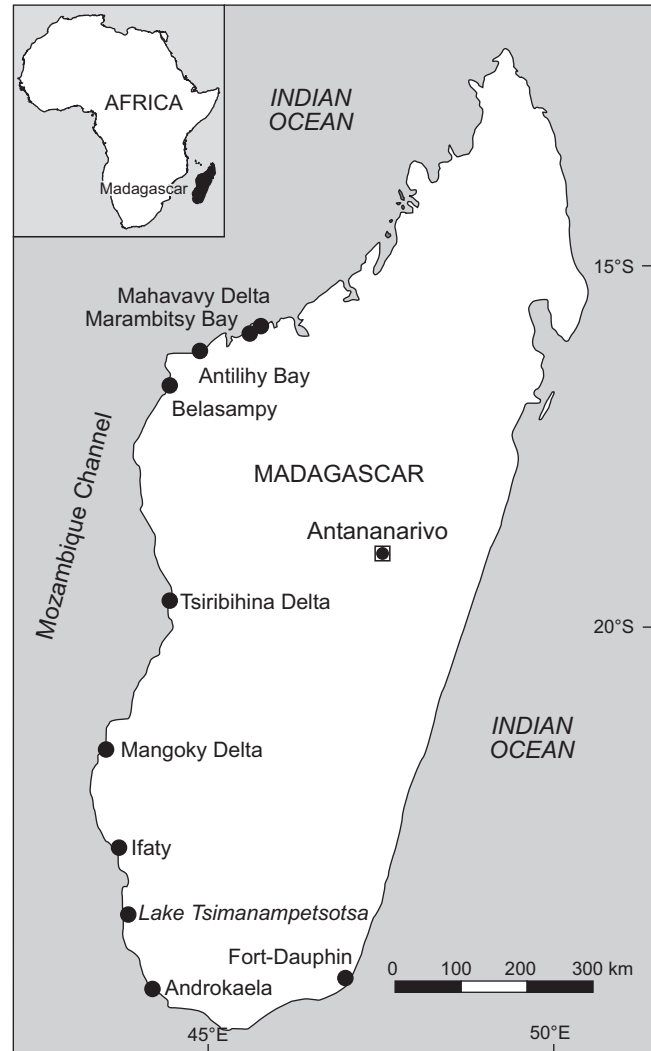 AFRICA
Madagascar
INDIAN
OCEAN
15°S
Mahavavy Delta
Marambitsy Bay
Antilihy Bay
Belasampy
Mozambique Channel
MADAGASCAR
Antananarivo
Tsiribihina Delta
20°S
INDIAN
OCEAN
Mangoky Delta
Ifaty
Lake Tsimanampetsotsa
Fort-Dauphin
0 100 200 300 km
Androkaela
45°E 50°E